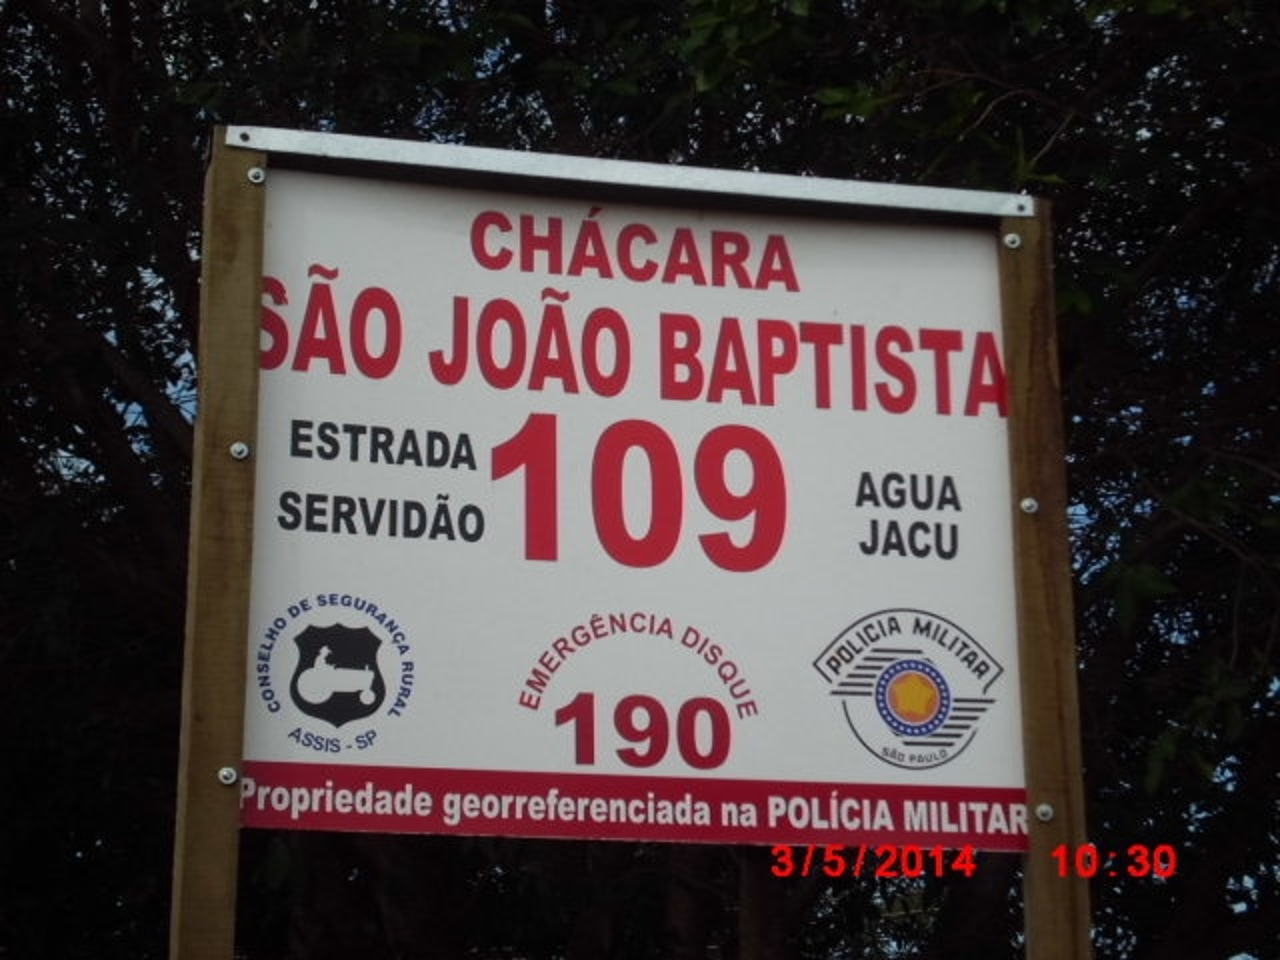 CHÁCARA
SÃO JOÃO BAPTISTA
109
ESTRADA
SERVIDÃO
AGUA
JACU
CONSELHO DE SEGURANÇA RURAL
ASSIS - SP
EMERGÊNCIA DISQUE
190
POLICIA MILITAR
SÃO PAULO
Propriedade georreferenciada na POLÍCIA MILITAR
3/5/2014 10:30